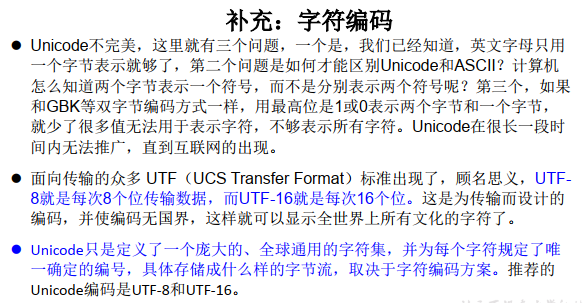 补充：字符编码
● Unicode不完美，这里就有三个问题，一个是，我们已经知道，英文字母只用
一个字节表示就够了，第二个问题是如何才能区别Unicode和ASCII？计算机
怎么知道两个字节表示一个符号，而不是分别表示两个符号呢？第三个，如果
和GBK等双字节编码方式一样，用最高位是1或0表示两个字节和一个字节，
就少了很多值无法用于表示字符，不够表示所有字符。Unicode在很长一段时
间内无法推广，直到互联网的出现。
● 面向传输的众多 UTF（UCS Transfer Format）标准出现了，顾名思义，UTF-
8就是每次8个位传输数据，而UTF-16就是每次16个位。这是为传输而设计的
编码，并使编码无国界，这样就可以显示全世界上所有文化的字符了。
● Unicode只是定义了一个庞大的、全球通用的字符集，并为每个字符规定了唯
一确定的编号，具体存储成什么样的字节流，取决于字符编码方案。推荐的
Unicode编码是UTF-8和UTF-16。